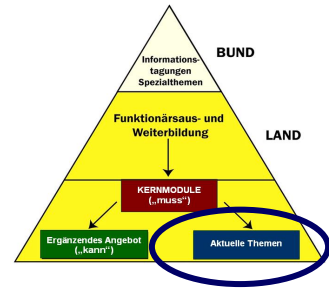 BUND
Informations-
tagungen
Spezialthemen
Funktionärsaus- und
Weiterbildung
LAND
KERNMODULE
(„muss“)
Ergänzendes Angebot
(„kann“)
Aktuelle Themen